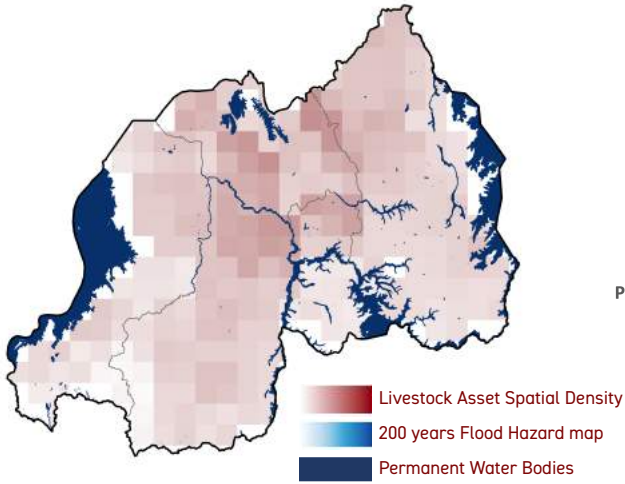 P
Livestock Asset Spatial Density
200 years Flood Hazard map
Permanent Water Bodies